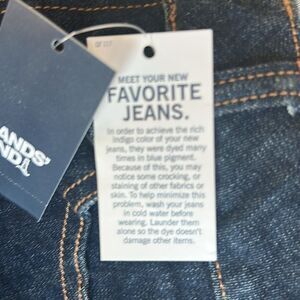 MEET YOUR NEW
FAVORITE
JEANS.
In order to achieve the rich
indigo color of your new
jeans, they were dyed many
times in blue pigment.
Because of this, you may
notice some crocking, or
staining of other fabrics or
skin. To help minimize this
problem, wash your jeans
in cold water before
wearing. Launder them
alone so the dye doesn't
damage other items.
ANDS'
ND